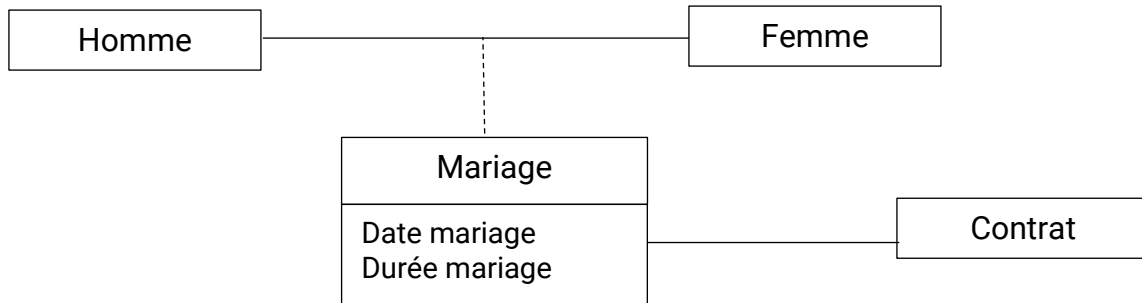 Homme
Femme
Mariage
Date mariage
Durée mariage
Contrat